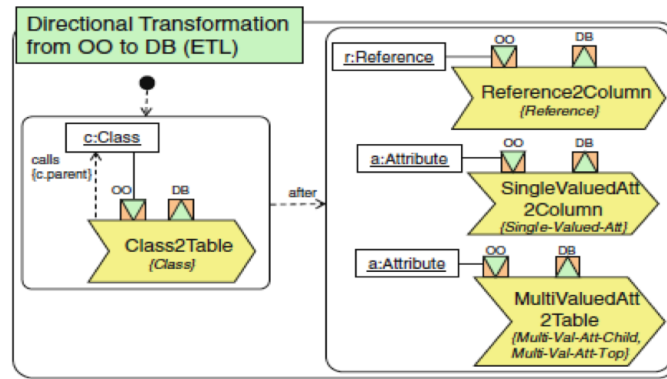 Directional Transformation
from OO to DB (ETL)
c:Class
calls
{c.parent}
OO
DB
Class2Table
{Class}
after
r:Reference
OO
DB
Reference2Column
{Reference}
a:Attribute
OO
DB
SingleValuedAtt
2Column
{Single-Valued-Att}
a:Attribute
OO
DB
MultiValuedAtt
2Table
{Multi-Val-Att-Child,
Multi-Val-Att-Top}